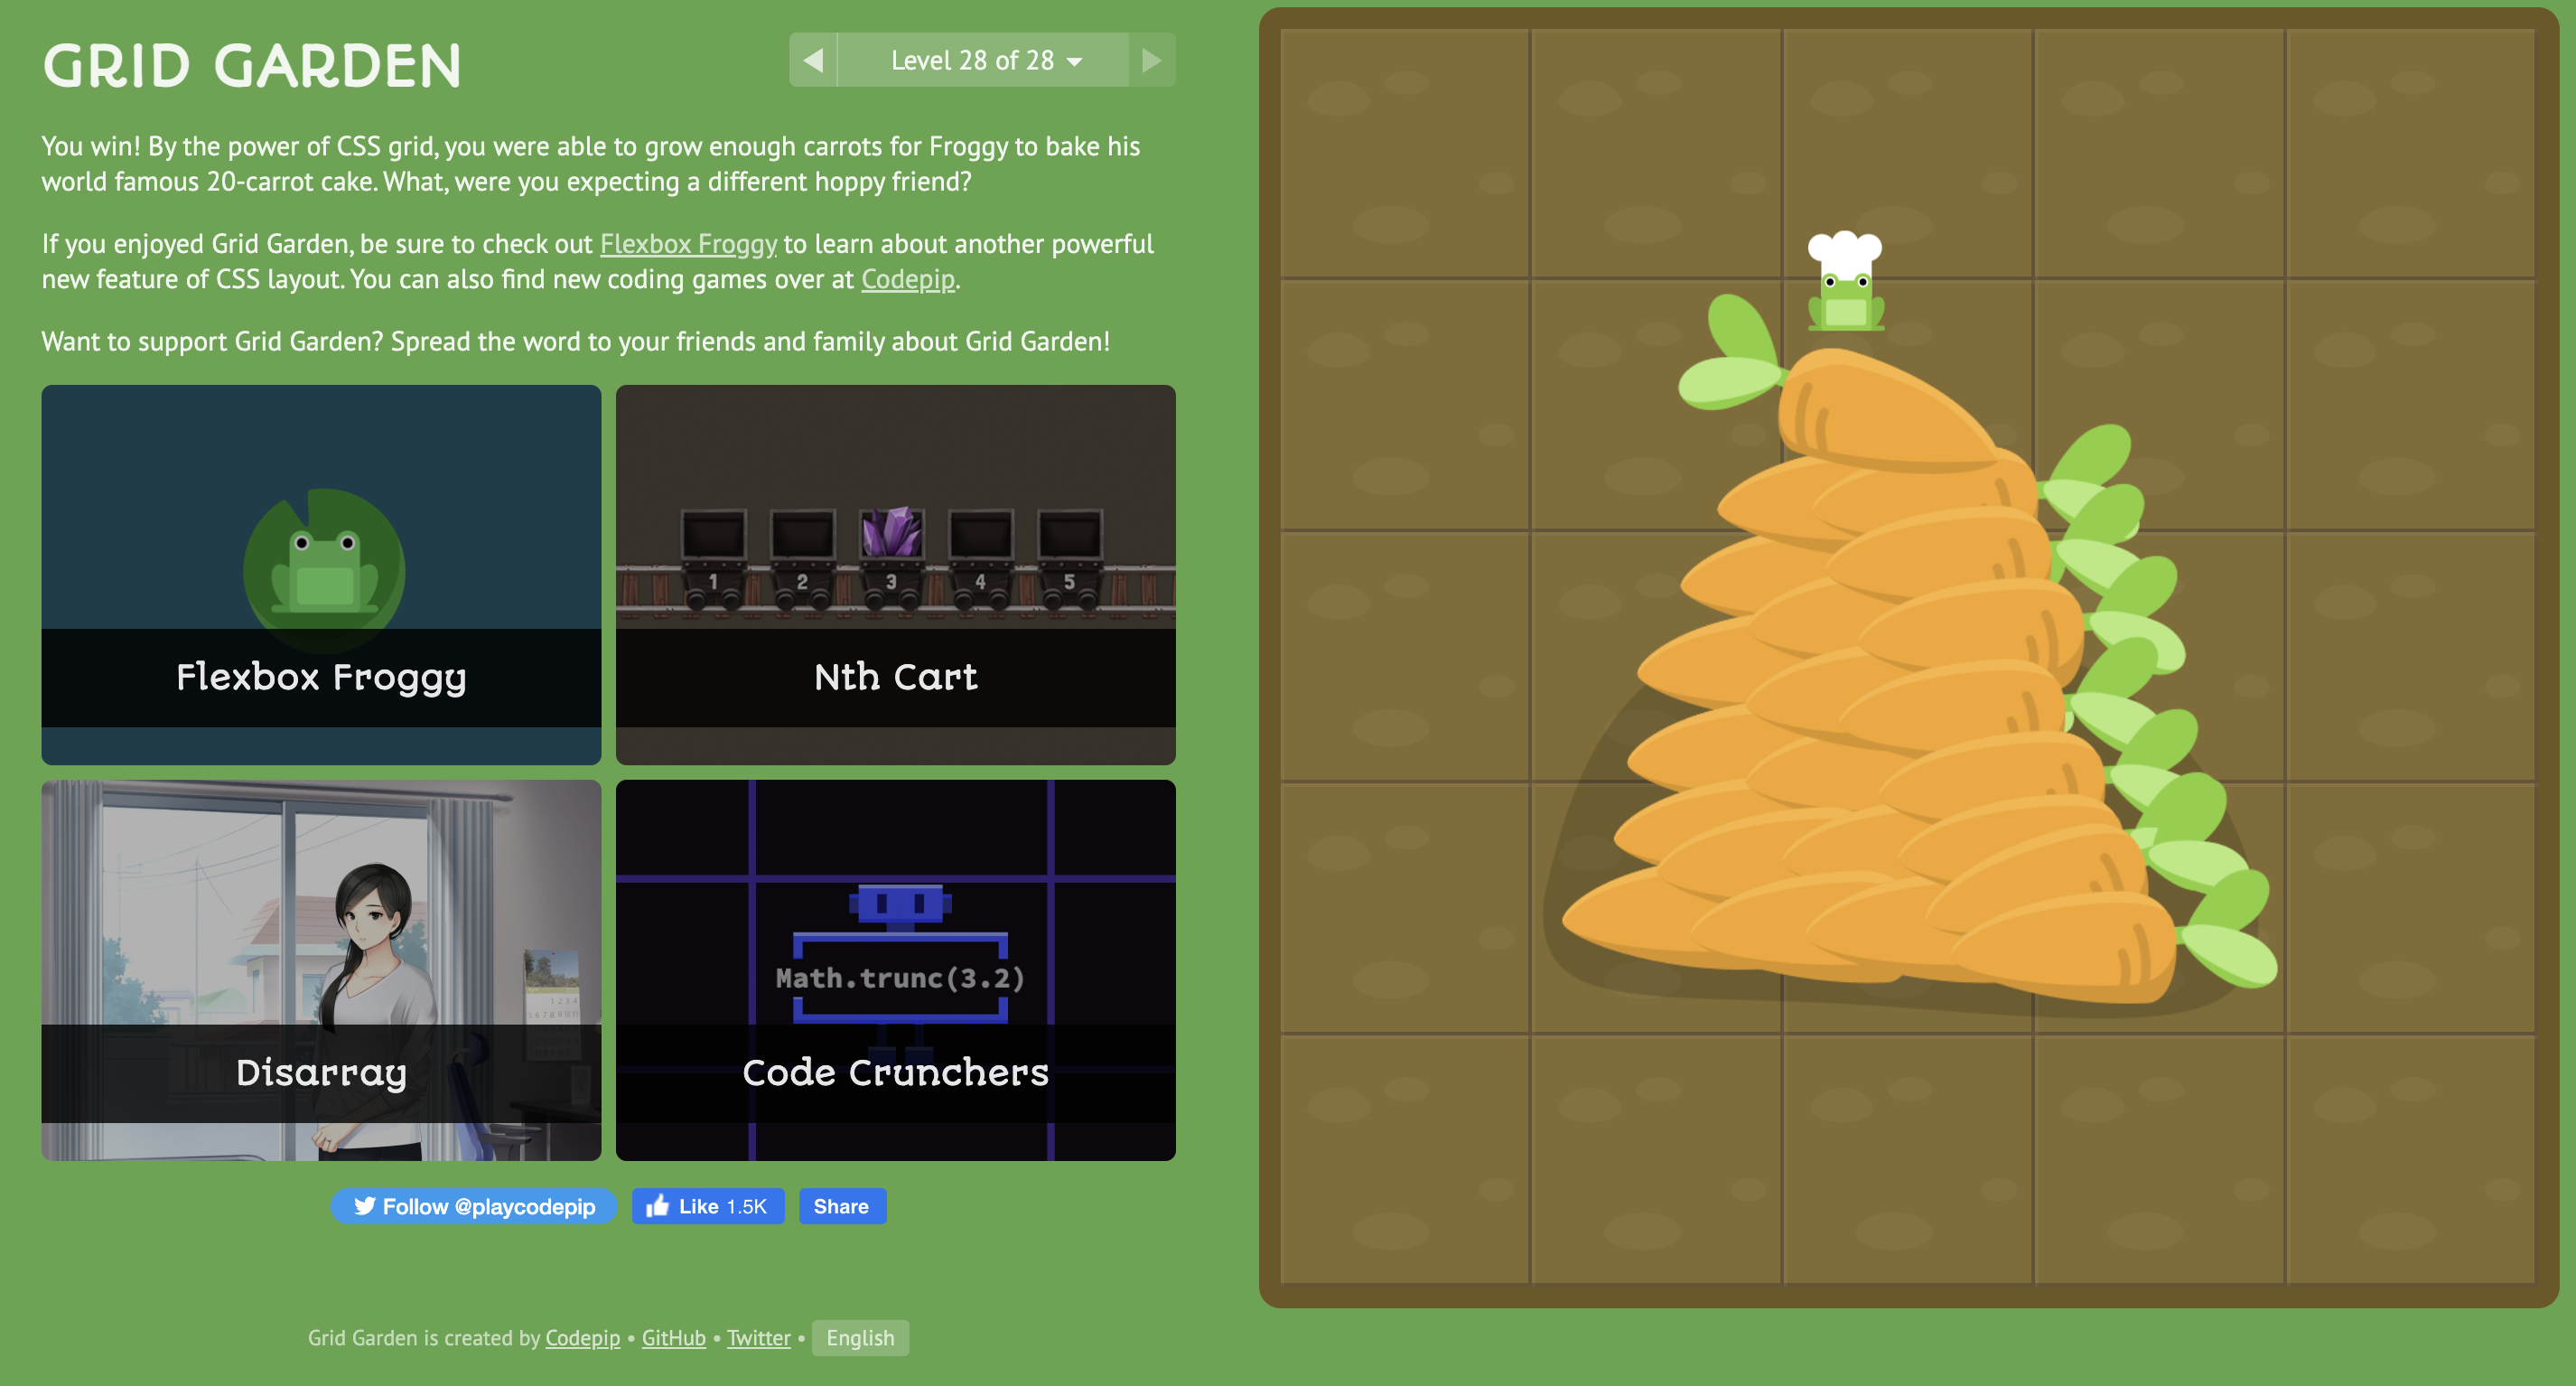 GRID GARDEN
Level 28 of 28
You win! By the power of CSS grid, you were able to grow enough carrots for Froggy to bake his
world famous 20-carrot cake. What, were you expecting a different hoppy friend?
If you enjoyed Grid Garden, be sure to check out Flexbox Froggy to learn about another powerful
new feature of CSS layout. You can also find new coding games over at Codepip.
Want to support Grid Garden? Spread the word to your friends and family about Grid Garden!
Flexbox Froggy
1 2 3 4 5
Nth Cart
Disarray
Math.trunc(3.2)
Code Crunchers
Follow @playcodepip
Like 1.5K
Share
Grid Garden is created by Codepip • GitHub • Twitter • English